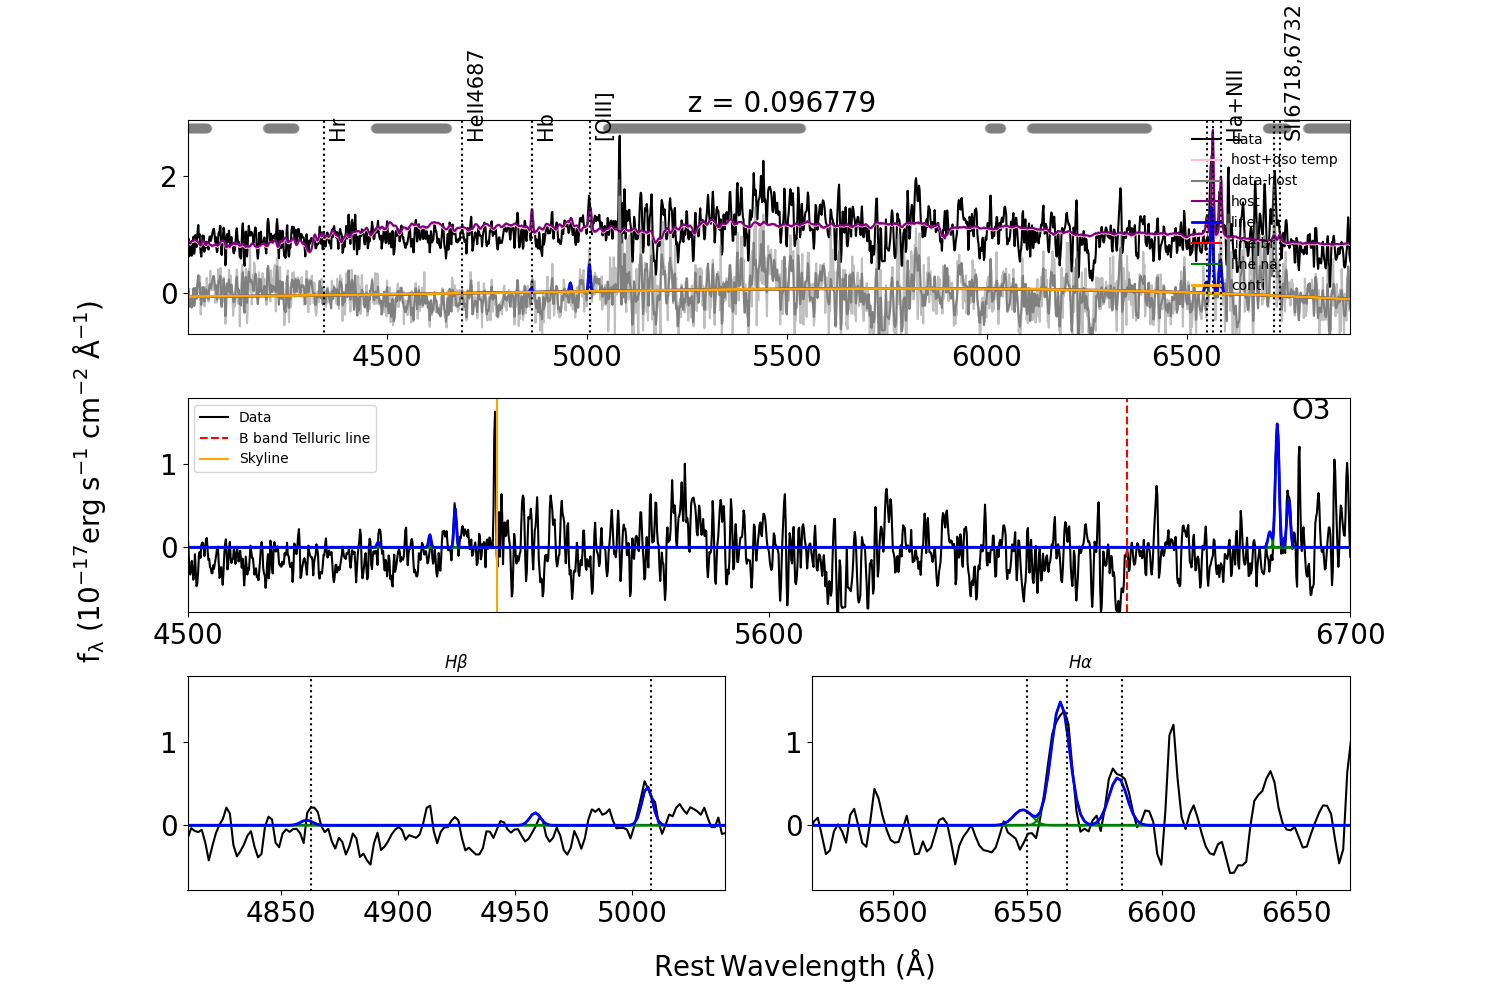 z = 0.096779
Hr
HeII4687
Hb
[OIII]
Ha+NII
SII6718,6732
data
host+qso temp
data-host
host
line
conti
2
0
4500 5000 5500 6000 6500
Data
B band Telluric line
Skyline
O3
1
0
4500 5600 6700
fλ (10⁻¹⁷erg s⁻¹ cm⁻² Å⁻¹)
Hβ
1
0
4850 4900 4950 5000
Hα
1
0
6500 6550 6600 6650
Rest Wavelength (Å)